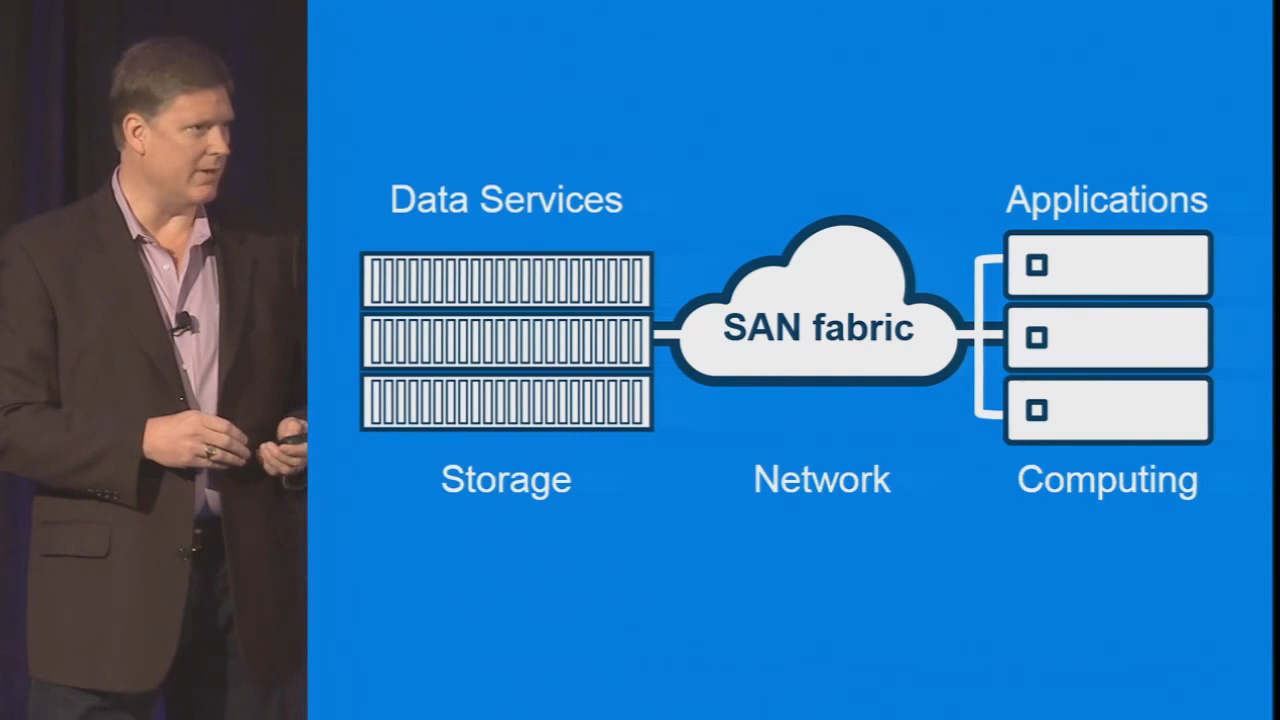 Data Services
Applications
SAN fabric
Storage
Network
Computing